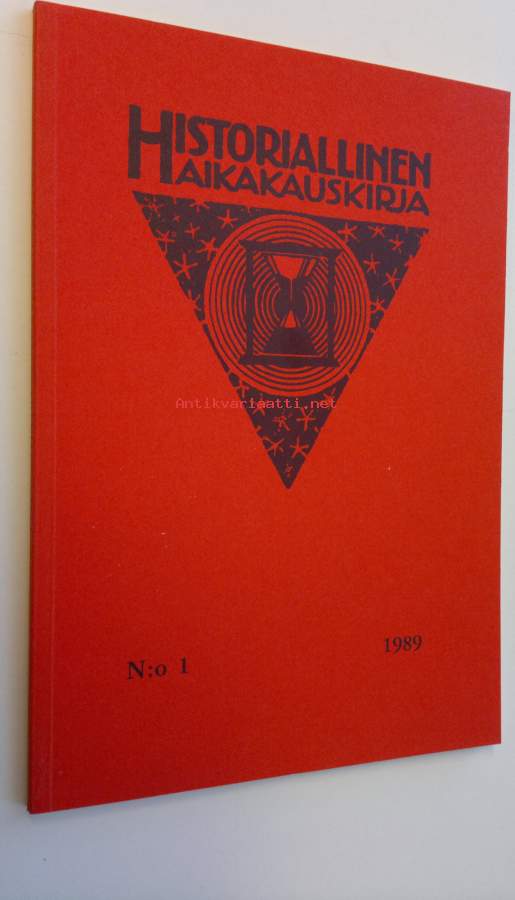 HISTORIALLINEN
AIKAKAUSKIRJA
Antikvariaatti.net
N:o 1
1989